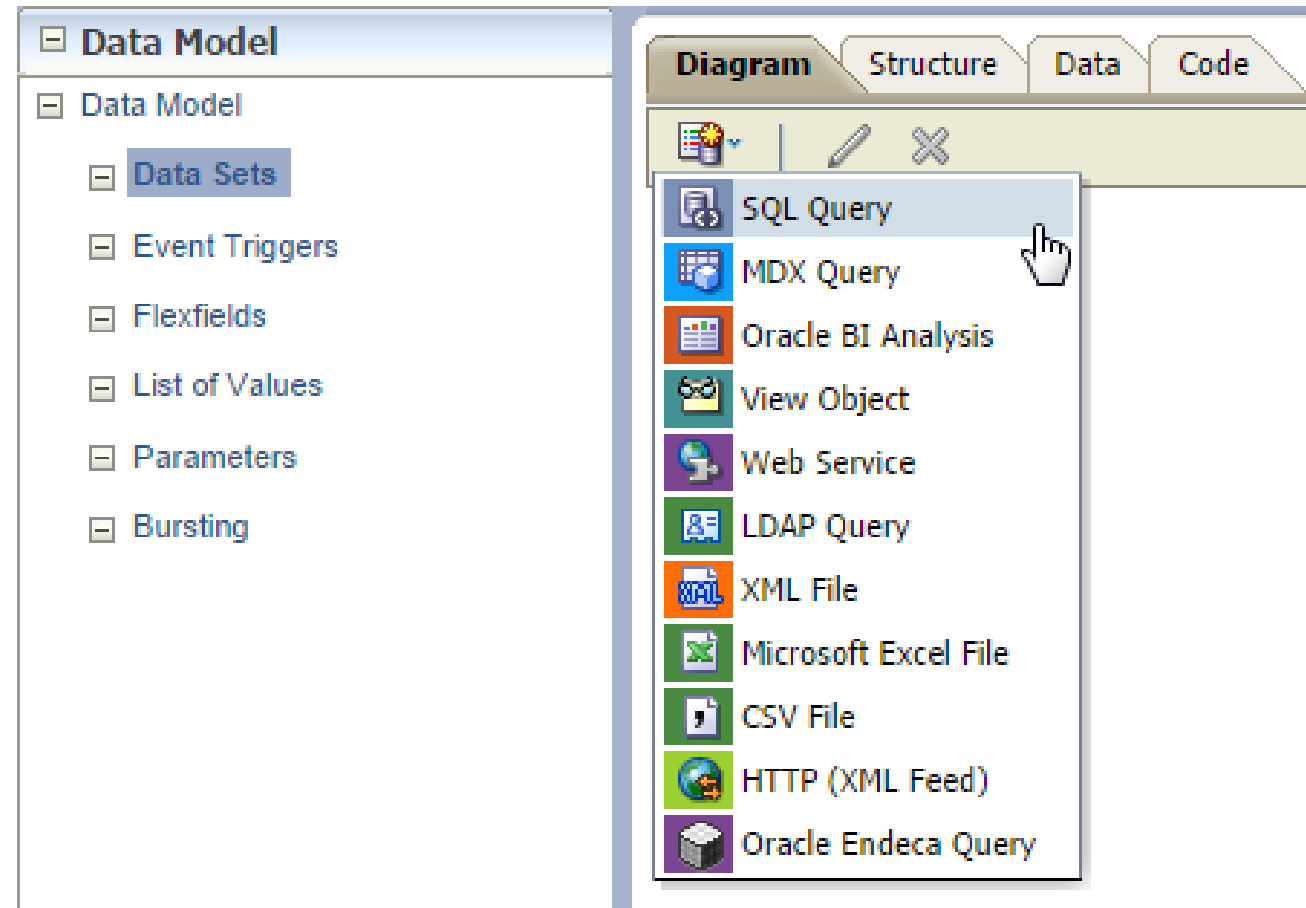 Data Model
Data Model
Data Sets
Event Triggers
Flexfields
List of Values
Parameters
Bursting
Diagram
Structure
Data
Code
SQL Query
MDX Query
Oracle BI Analysis
View Object
Web Service
LDAP Query
XML
XML File
Microsoft Excel File
CSV File
HTTP (XML Feed)
Oracle Endeca Query